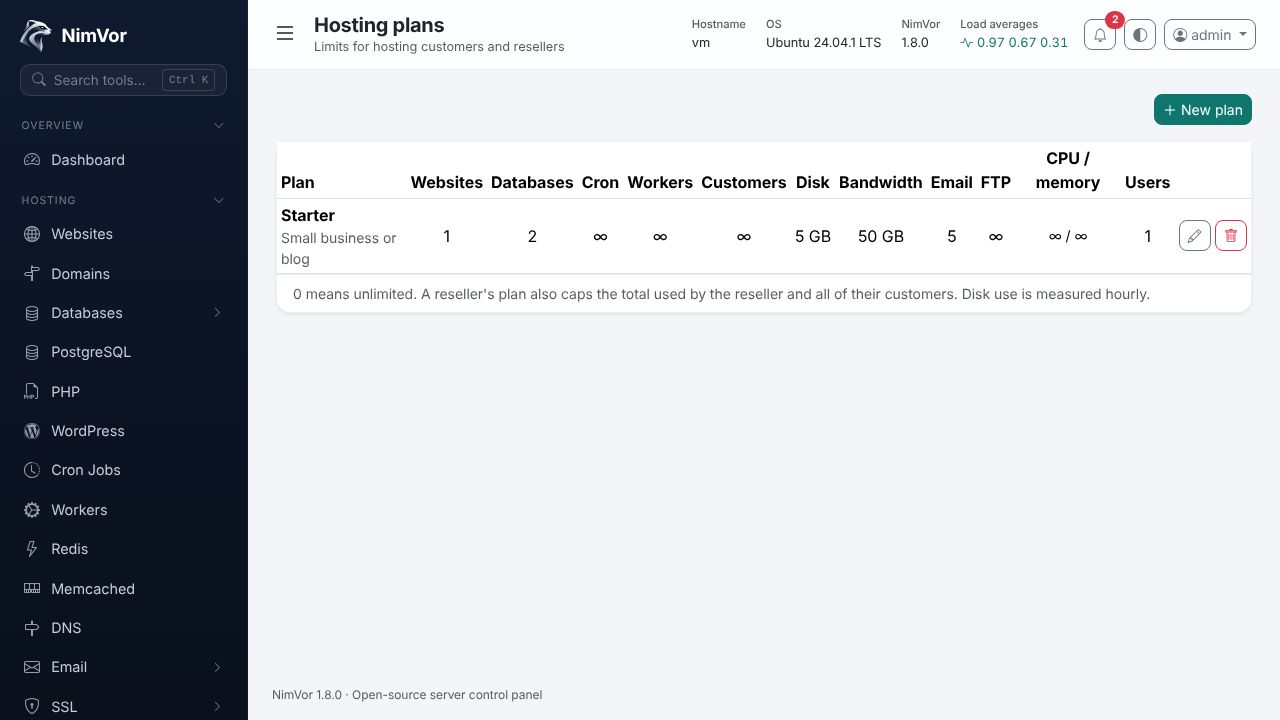 NimVor
Search tools... Ctrl K
OVERVIEW
Dashboard
HOSTING
Websites
Domains
Databases
PostgreSQL
PHP
WordPress
Cron Jobs
Workers
Redis
Memcached
DNS
Email
SSL
Hosting plans
Limits for hosting customers and resellers
Hostname
vm
OS
Ubuntu 24.04.1 LTS
NimVor
1.8.0
Load averages
0.97 0.67 0.31
2
admin
+ New plan
Plan Websites Databases Cron Workers Customers Disk Bandwidth Email FTP CPU / memory Users
Starter
Small business or
blog
1 2 ∞ ∞ ∞ 5 GB 50 GB 5 ∞ ∞ / ∞ 1
0 means unlimited. A reseller's plan also caps the total used by the reseller and all of their customers. Disk use is measured hourly.
NimVor 1.8.0 · Open-source server control panel